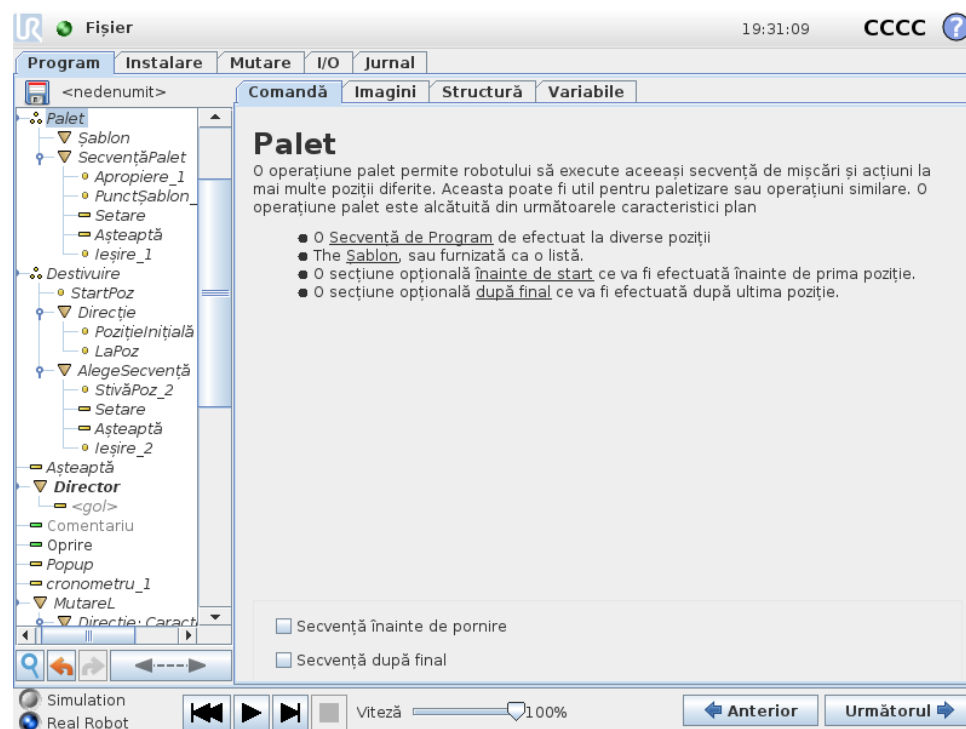 UR Fișier 19:31:09 CCCC ?
Program Instalare Mutare I/O Jurnal
<nedenumit>
Comandă Imagini Structură Variabile
Palet
Șablon
SecvențăPalet
Apropiere_1
PunctȘablon_
Setare
Așteaptă
Ieșire_1
Destivuire
StartPoz
Direcție
PozițieInițială
LaPoz
AlegeSecvență
StivăPoz_2
Setare
Așteaptă
Ieșire_2
Așteaptă
Director
<gol>
Comentariu
Oprire
Popup
cronometru_1
MutareL
Direcție: Caract
Palet
O operațiune palet permite robotului să execute aceeași secvență de mișcări și acțiuni la
mai multe poziții diferite. Aceasta poate fi util pentru paletizare sau operațiuni similare. O
operațiune palet este alcătuită din următoarele caracteristici plan
O Secvență de Program de efectuat la diverse poziții
The Șablon, sau furnizată ca o listă.
O secțiune opțională înainte de start ce va fi efectuată înainte de prima poziție.
O secțiune opțională după final ce va fi efectuată după ultima poziție.
Secvență înainte de pornire
Secvență după final
Simulation
Real Robot
Viteză 100%
Anterior Următorul